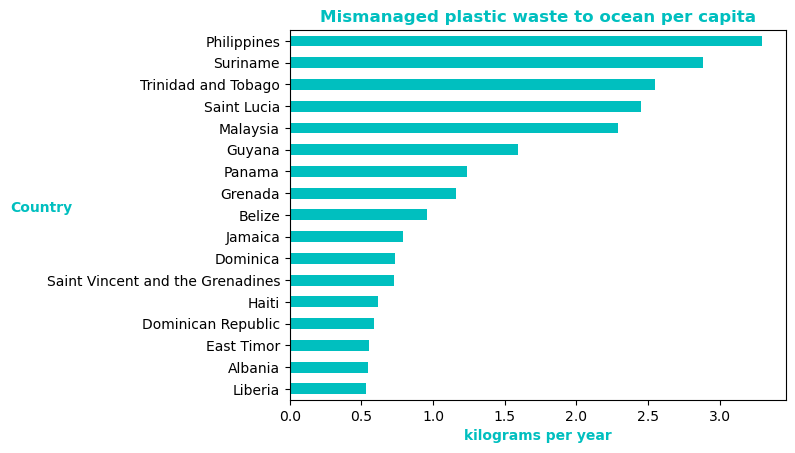 Mismanaged plastic waste to ocean per capita
Country
Philippines
Suriname
Trinidad and Tobago
Saint Lucia
Malaysia
Guyana
Panama
Grenada
Belize
Jamaica
Dominica
Saint Vincent and the Grenadines
Haiti
Dominican Republic
East Timor
Albania
Liberia
0.0 0.5 1.0 1.5 2.0 2.5 3.0
kilograms per year